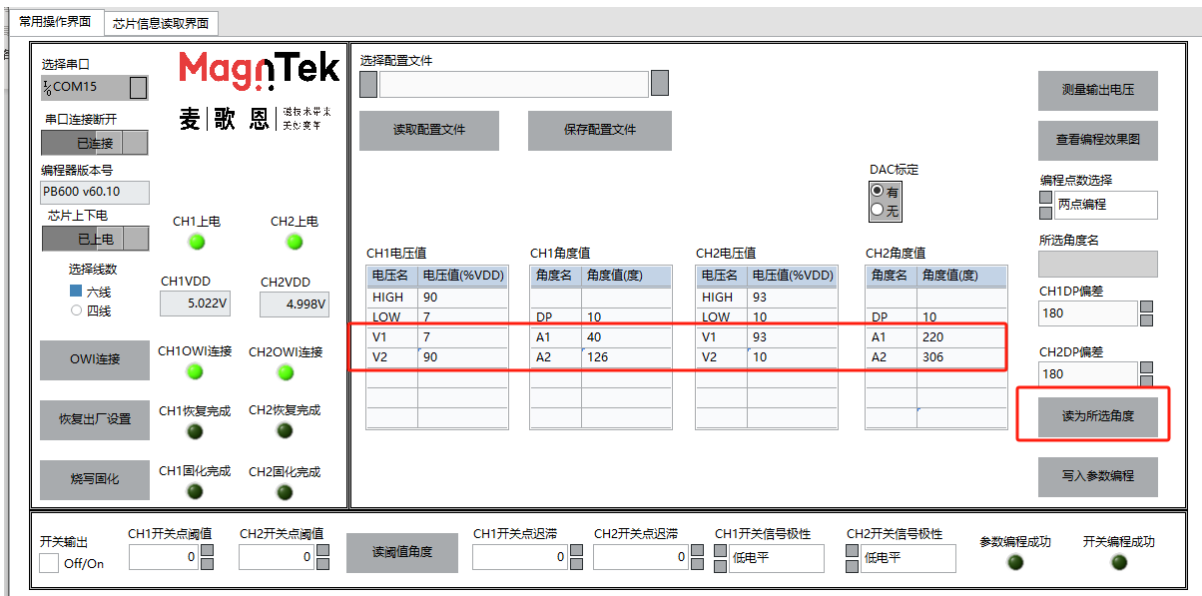 常用操作界面 芯片信息读取界面
选择串口
COM15
串口连接断开
已连接
编程器版本号
PB600 v60.10
芯片上下电
已上电
选择线数
六线
四线
MagnTek
麦歌恩
CH1上电 CH2上电
CH1VDD CH2VDD
5.022V 4.998V
OWI连接 CH1OWI连接 CH2OWI连接
恢复出厂设置 CH1恢复完成 CH2恢复完成
烧写固化 CH1固化完成 CH2固化完成
选择配置文件
读取配置文件 保存配置文件
DAC标定
有
无
CH1电压值 CH1角度值 CH2电压值 CH2角度值
电压名 电压值(%VDD) 角度名 角度值(度) 电压名 电压值(%VDD) 角度名 角度值(度)
HIGH 90 HIGH 93
LOW 7 DP 10 LOW 10 DP 10
V1 7 A1 40 V1 93 A1 220
V2 90 A2 126 V2 10 A2 306
测量输出电压
查看编程效果图
编程点数选择
两点编程
所选角度名
CH1DP偏差
180
CH2DP偏差
180
读为所选角度
写入参数编程
开关输出
Off/On
CH1开关点阈值 CH2开关点阈值
0 0
读阈值角度
CH1开关点迟滞 CH2开关点迟滞
0 0
CH1开关信号极性 CH2开关信号极性
低电平 低电平
参数编程成功 开关编程成功